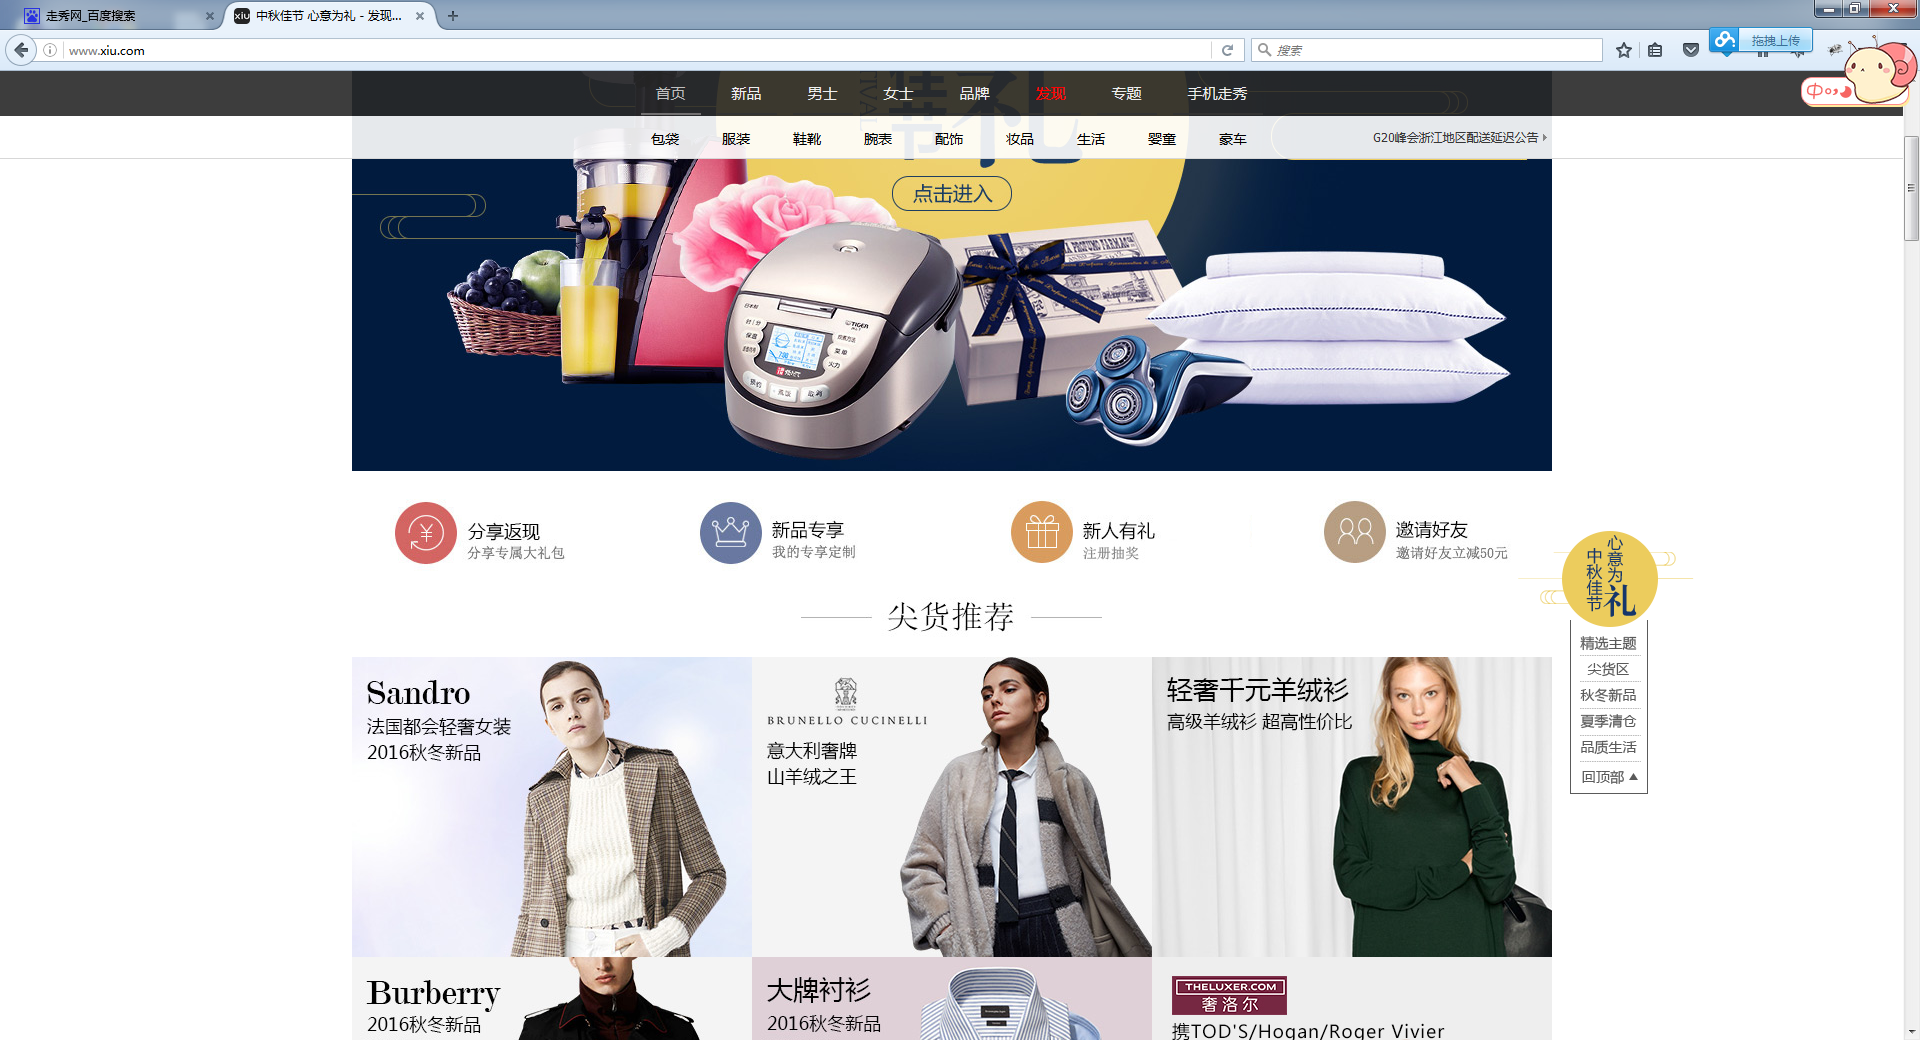 走秀网_百度搜索
中秋佳节 心意为礼 - 发现...
www.xiu.com
搜索
拖拽上传
中
首页 新品 男士 女士 品牌 发现 专题 手机走秀
包袋 服装 鞋靴 腕表 配饰 妆品 生活 婴童 豪车
G20峰会浙江地区配送延迟公告
佳节
礼
点击进入
TIGER
预约
取消
分享返现
分享专属大礼包
新品专享
我的专享定制
新人有礼
注册抽奖
邀请好友
邀请好友立减50元
中秋佳节
心意为礼
精选主题
尖货区
秋冬新品
夏季清仓
品质生活
回顶部
尖货推荐
Sandro
法国都会轻奢女装
2016秋冬新品
BRUNELLO CUCINELLI
意大利奢牌
山羊绒之王
轻奢千元羊绒衫
高级羊绒衫 超高性价比
Burberry
2016秋冬新品
大牌衬衫
2016秋冬新品
THELUXER.COM
奢洛尔
携TOD'S/Hogan/Roger Vivier